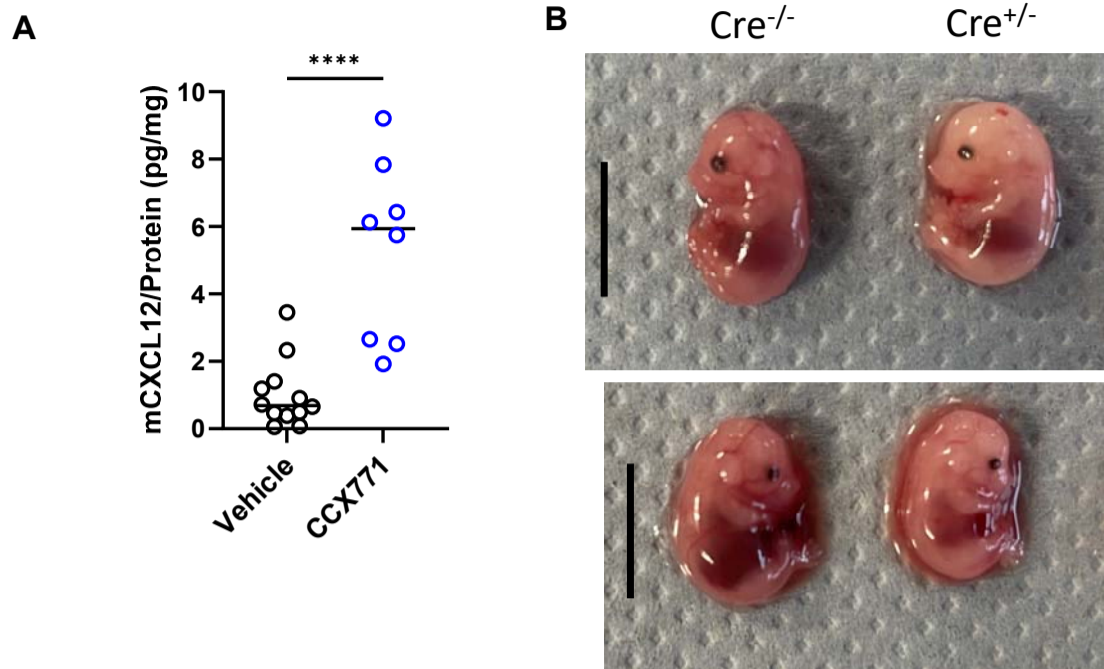 A
****
mCXCL12/Protein (pg/mg)
10
8
6
4
2
0
Vehicle
CCX771
B
Cre-/-
Cre+/-